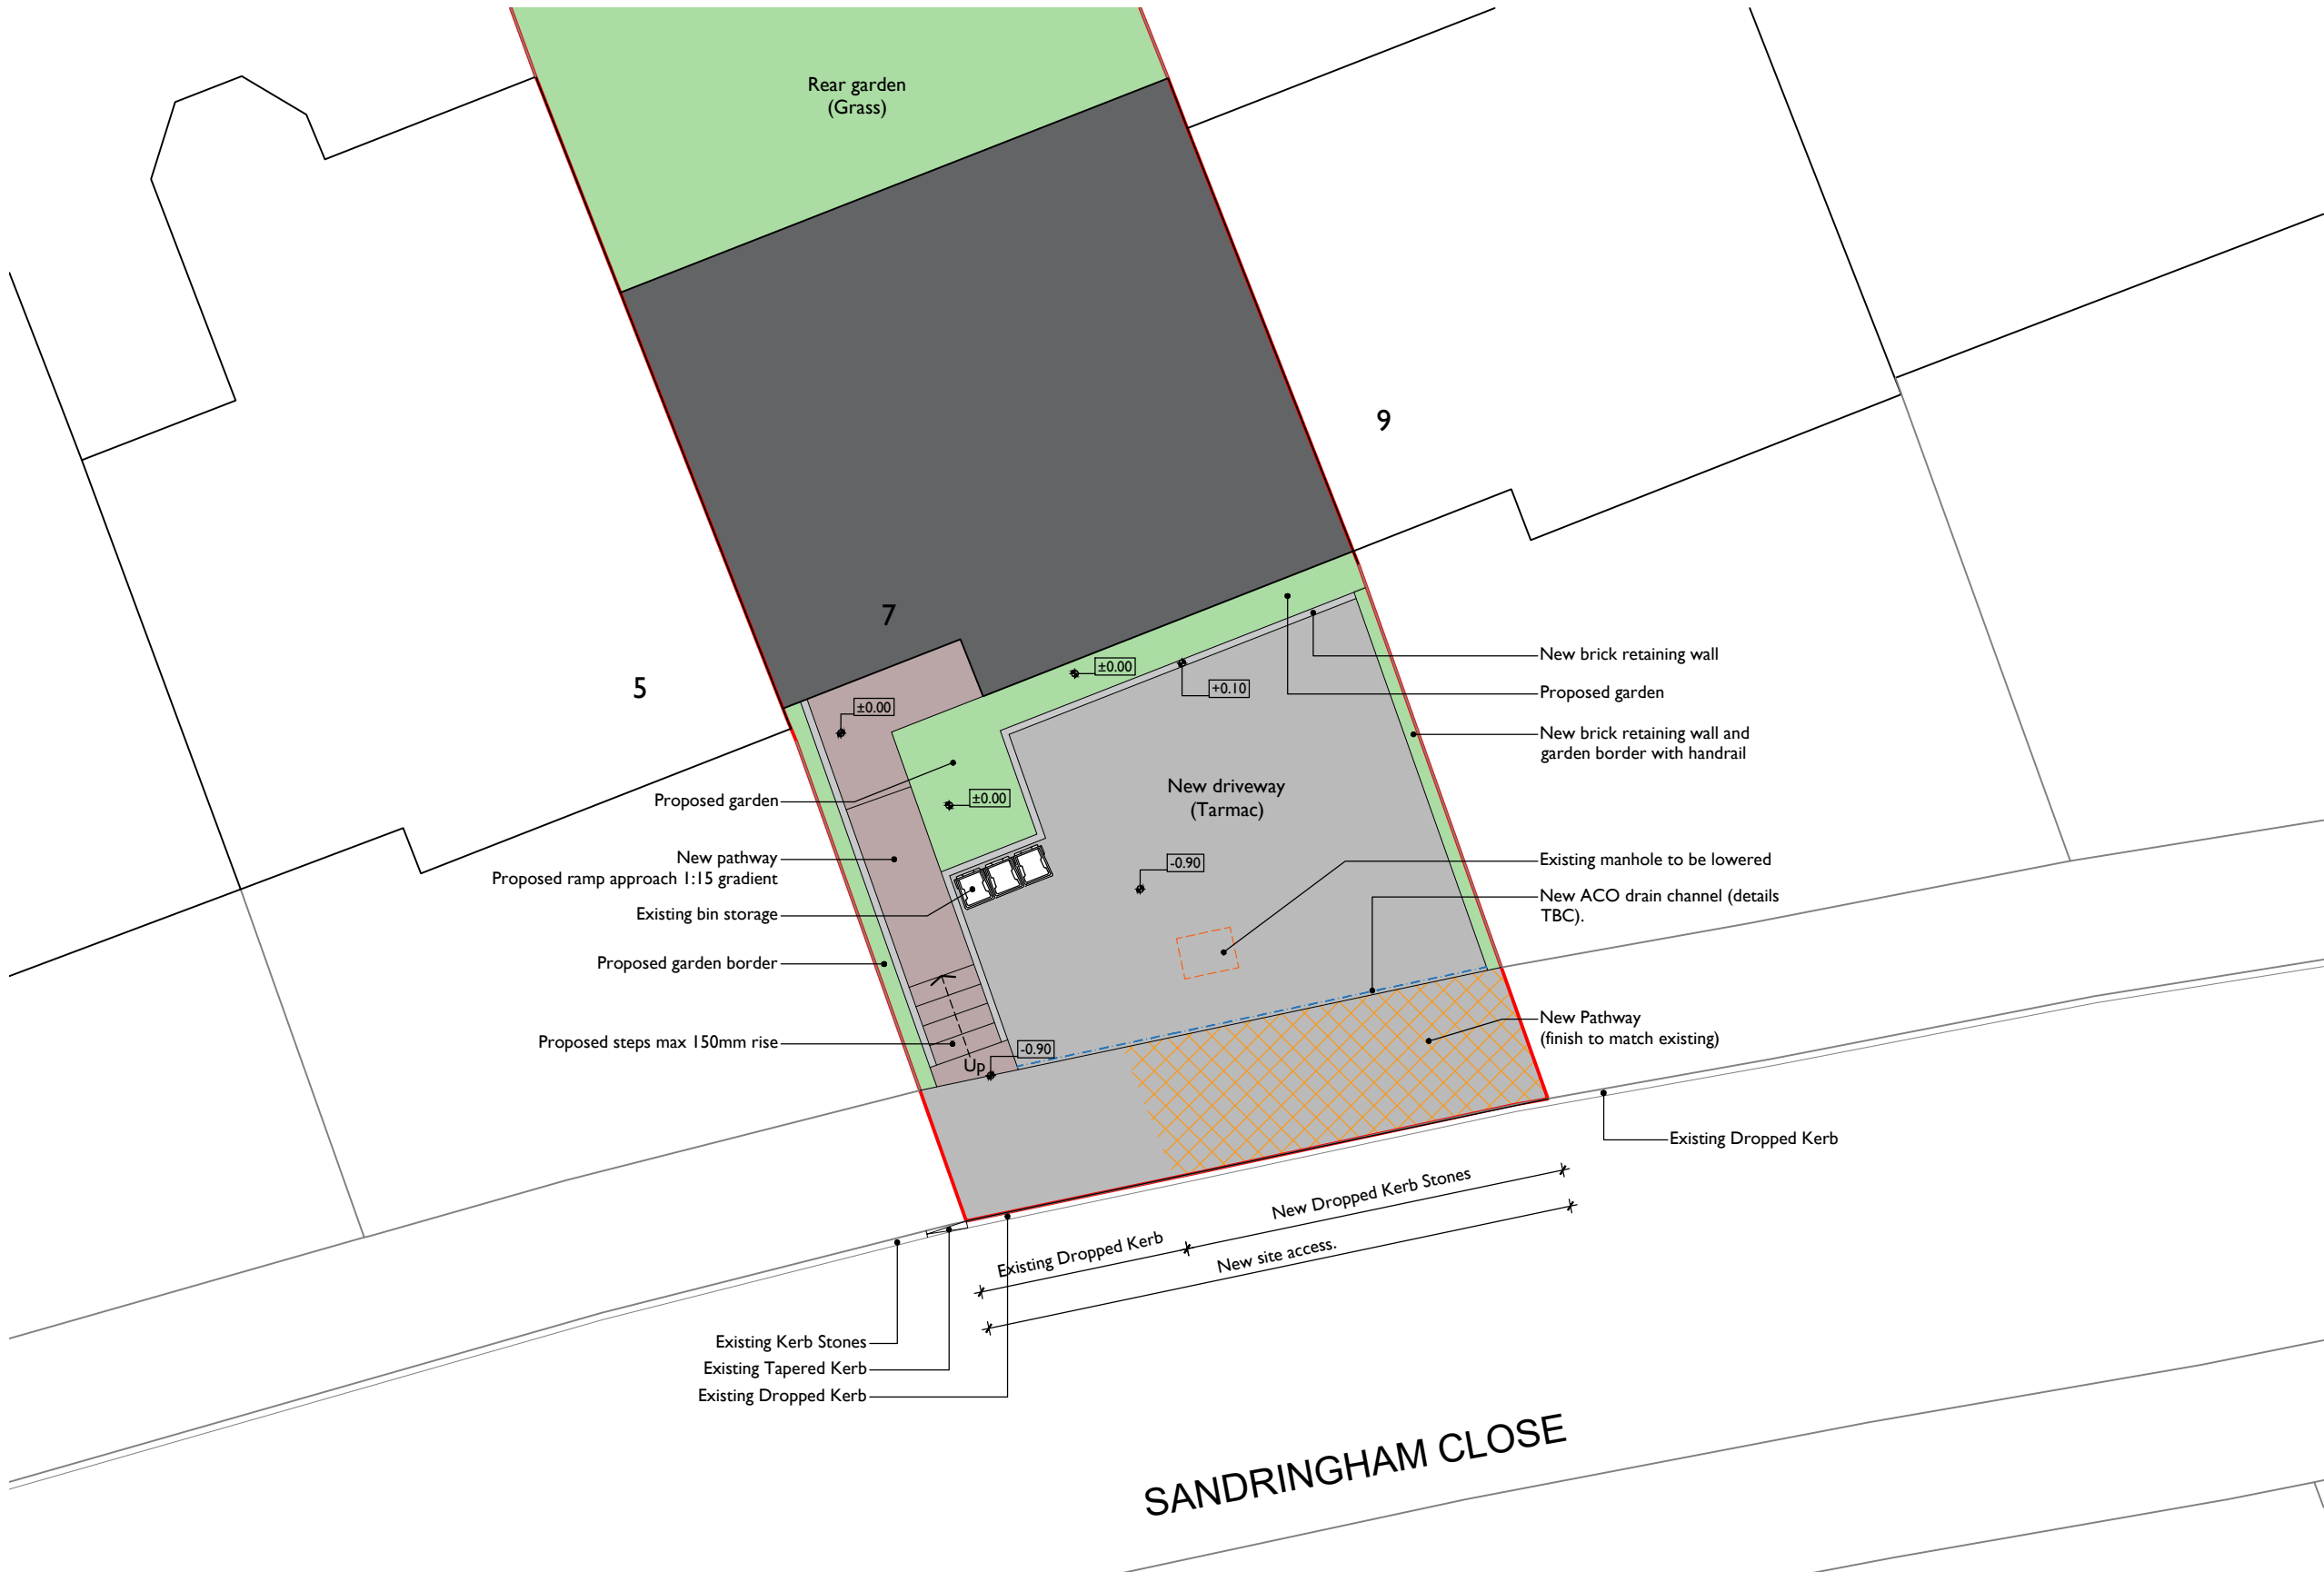 Rear garden
(Grass)
9
7
5
±0.00
±0.00
+0.10
±0.00
-0.90
-0.90
New driveway
(Tarmac)
Up
Proposed garden
New pathway
Proposed ramp approach 1:15 gradient
Existing bin storage
Proposed garden border
Proposed steps max 150mm rise
New brick retaining wall
Proposed garden
New brick retaining wall and
garden border with handrail
Existing manhole to be lowered
New ACO drain channel (details
TBC).
New Pathway
(finish to match existing)
Existing Dropped Kerb
New Dropped Kerb Stones
Existing Dropped Kerb
New site access.
Existing Kerb Stones
Existing Tapered Kerb
Existing Dropped Kerb
SANDRINGHAM CLOSE